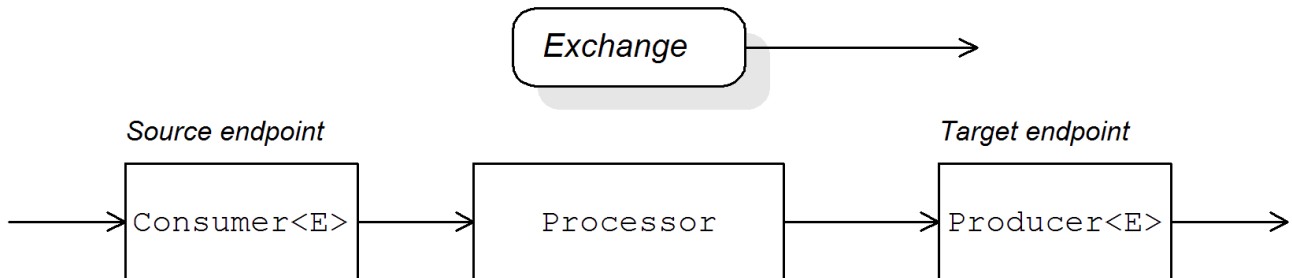 Exchange
Source endpoint
Target endpoint
Consumer<E>
Processor
Producer<E>